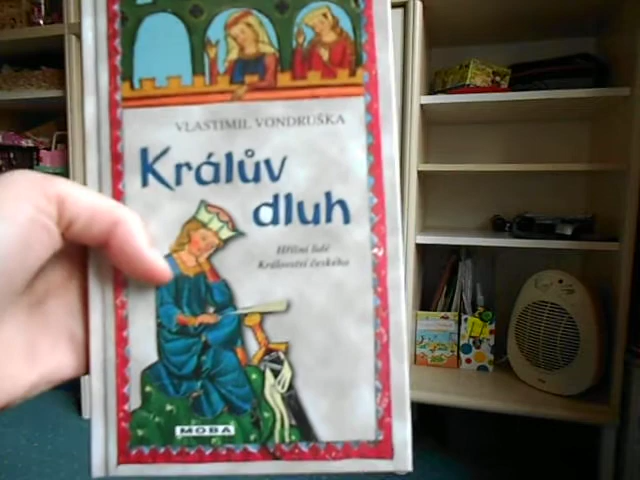 VLASTIMIL VONDRUŠKA
Králův
dluh
Hříšní lidé
Království českého
MOBA